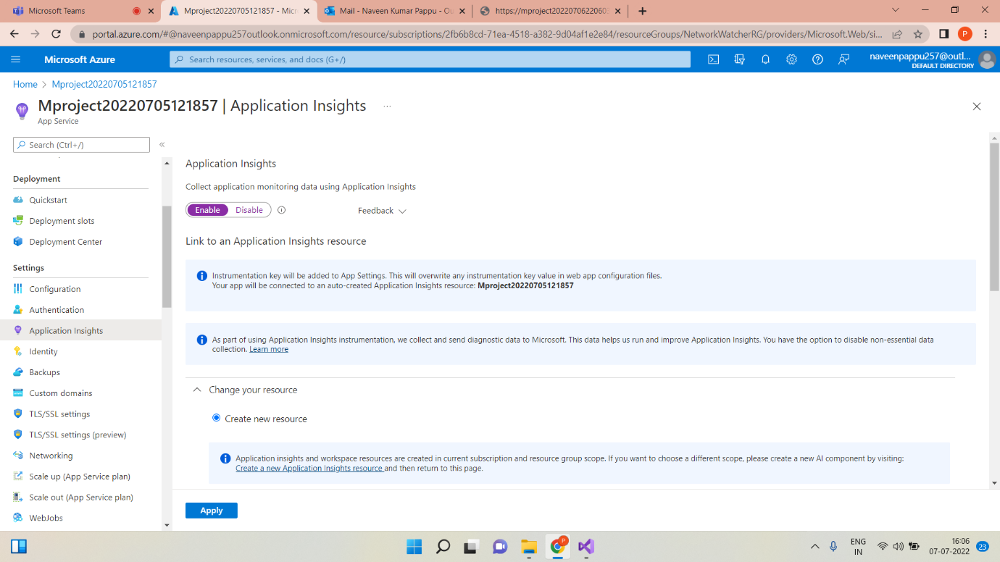 Microsoft Teams
Mproject20220705121857 - Micr
Mail - Naveen Kumar Pappu - Ou
https://mproject2022070622060
portal.azure.com/#@naveenpappu257outlook.onmicrosoft.com/resource/subscriptions/2fb6b8cd-71ea-4518-a382-9d04af1e2e84/resourceGroups/NetworkWatcherRG/providers/Microsoft.Web/si...
P
Microsoft Azure
Search resources, services, and docs (G+/)
naveenpappu257@outl...
DEFAULT DIRECTORY
Home > Mproject20220705121857
Mproject20220705121857 | Application Insights ...
App Service
Search (Ctrl+/)
«
Deployment
Quickstart
Deployment slots
Deployment Center
Settings
Configuration
Authentication
Application Insights
Identity
Backups
Custom domains
TLS/SSL settings
TLS/SSL settings (preview)
Networking
Scale up (App Service plan)
Scale out (App Service plan)
WebJobs
Application Insights
Collect application monitoring data using Application Insights
Enable Disable
Feedback
Link to an Application Insights resource
Instrumentation key will be added to App Settings. This will overwrite any instrumentation key value in web app configuration files.
Your app will be connected to an auto-created Application Insights resource: Mproject20220705121857
As part of using Application Insights instrumentation, we collect and send diagnostic data to Microsoft. This data helps us run and improve Application Insights. You have the option to disable non-essential data
collection. Learn more
Change your resource
Create new resource
Application insights and workspace resources are created in current subscription and resource group scope. If you want to choose a different scope, please create a new AI component by visiting:
Create a new Application Insights resource and then return to this page.
Apply
P
ENG
IN
16:06
07-07-2022
23